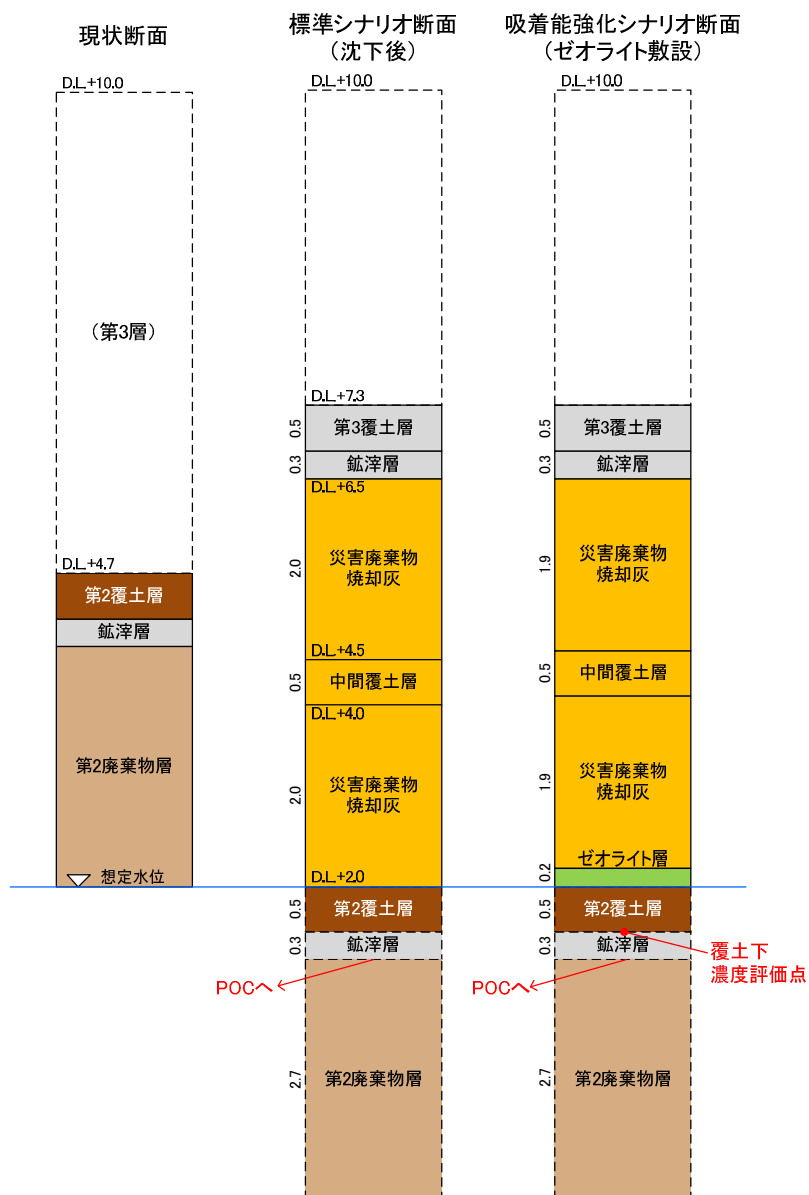 現状断面
D.L.+10.0
(第3層)
D.L.+4.7
第2覆土層
鉱滓層
第2廃棄物層
想定水位
標準シナリオ断面
(沈下後)
D.L.+10.0
D.L.+7.3
0.5
第3覆土層
0.3
鉱滓層
D.L.+6.5
2.0
災害廃棄物
焼却灰
D.L.+4.5
0.5
中間覆土層
D.L.+4.0
2.0
災害廃棄物
焼却灰
D.L.+2.0
0.5
第2覆土層
0.3
鉱滓層
POCへ
2.7
第2廃棄物層
吸着能強化シナリオ断面
(ゼオライト敷設)
D.L.+10.0
0.5
第3覆土層
0.3
鉱滓層
1.9
災害廃棄物
焼却灰
0.5
中間覆土層
1.9
災害廃棄物
焼却灰
ゼオライト層
0.2
0.5
第2覆土層
0.3
鉱滓層
覆土下
濃度評価点
POCへ
2.7
第2廃棄物層